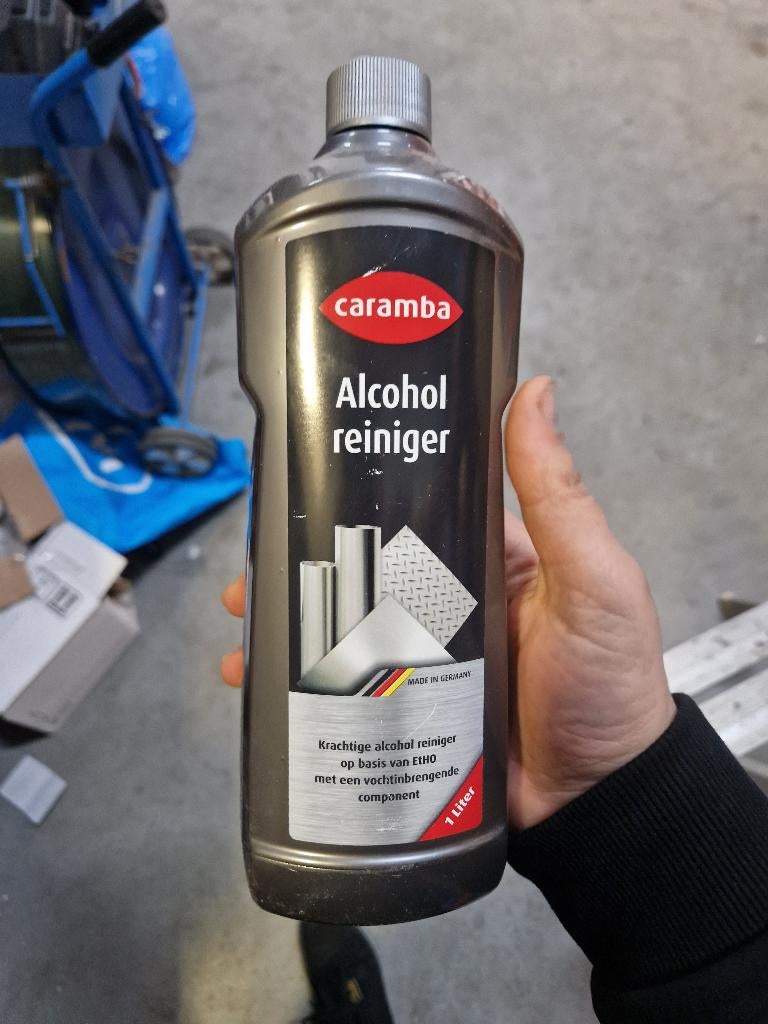 caramba
Alcohol
reiniger
MADE IN GERMANY
Krachtige alcohol reiniger
op basis van EtHO
met een vochtinbrengende
component
1 Liter